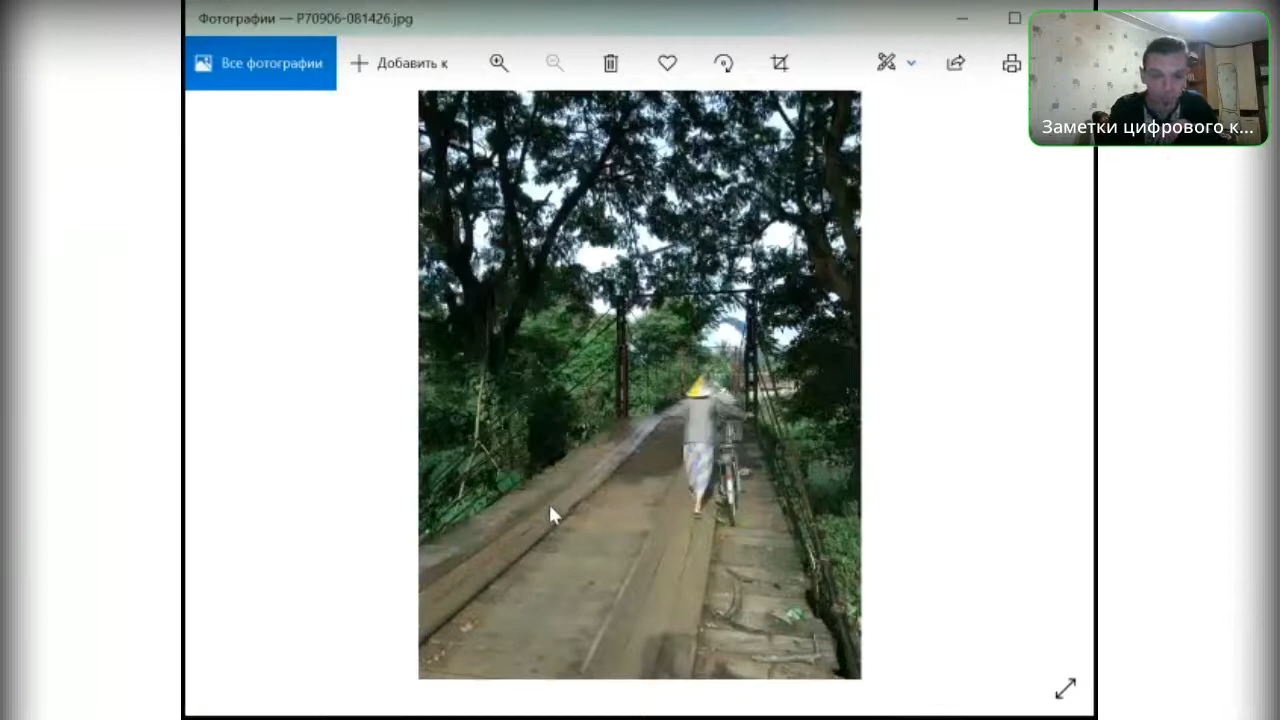 Фотографии — P70906-081426.jpg
Все фотографии
Добавить к
Заметки цифрового к...